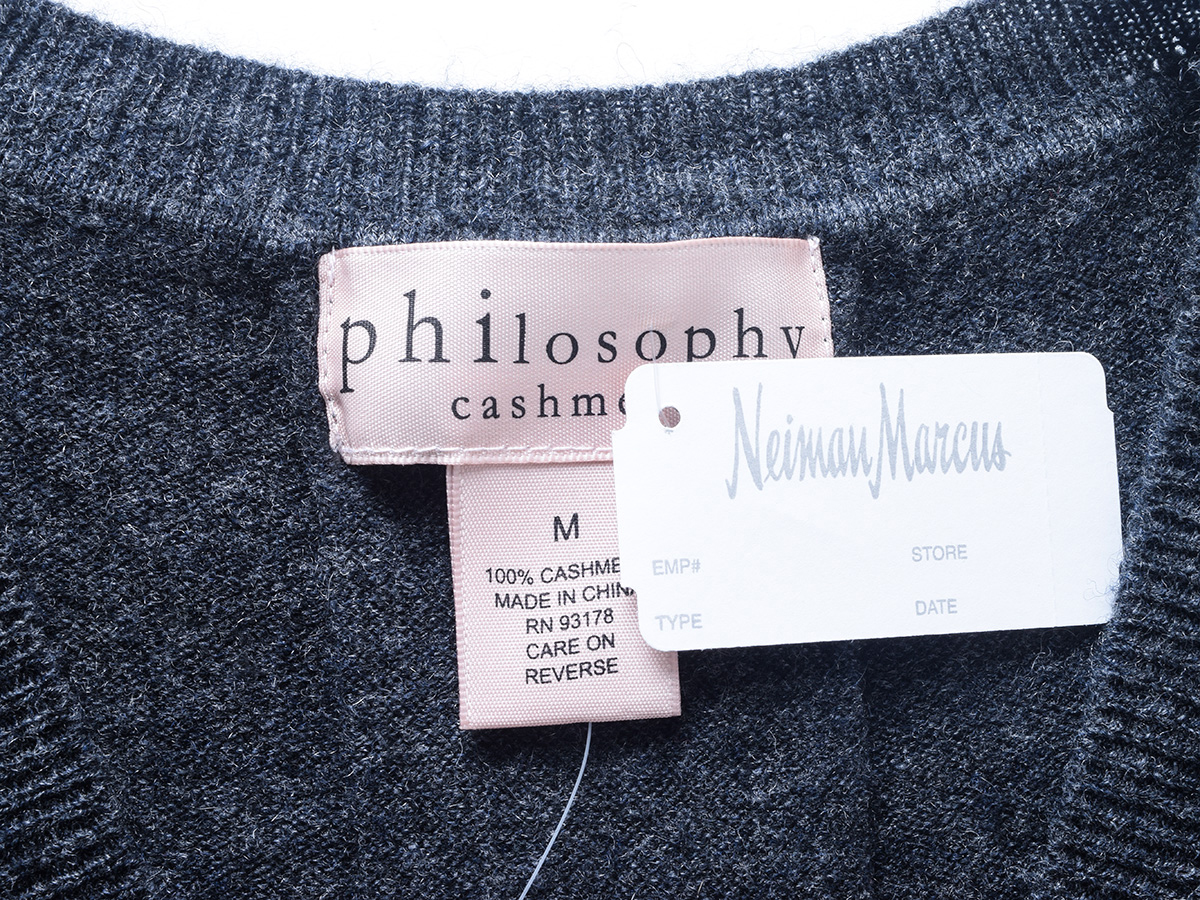 philosophy
cashme
M
100% CASHME
MADE IN CHINA
RN 93178
CARE ON
REVERSE
Neiman Marcus
EMP# STORE
TYPE DATE